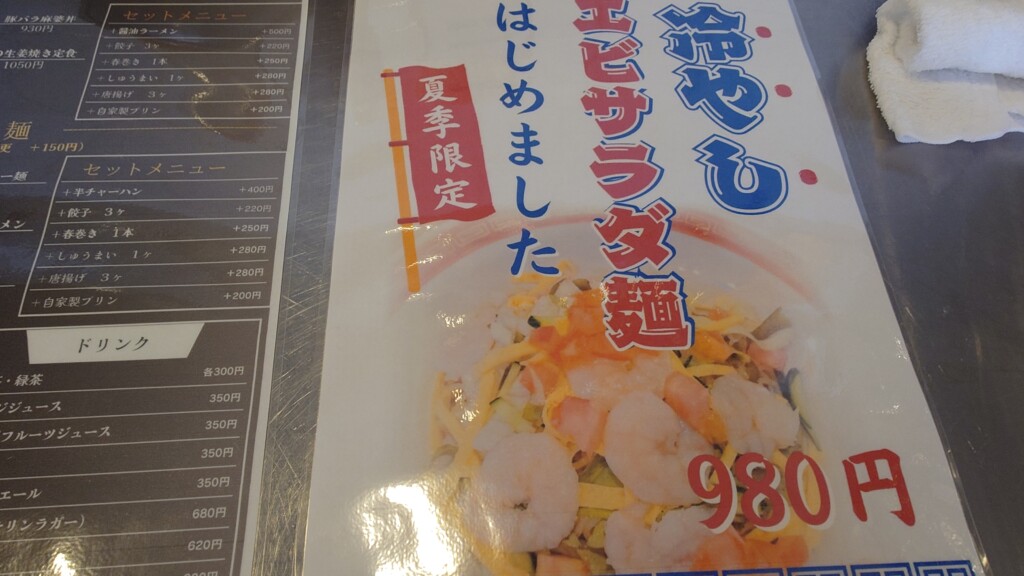 豚バラ麻婆丼
930円
生姜焼き定食
1050円
セットメニュー
+醤油ラーメン +500円
+餃子 3ヶ +220円
+春巻き 1本 +250円
+しゅうまい 1ヶ +280円
+唐揚げ 3ヶ +280円
+自家製プリン +200円
麺
更 +150円)
セットメニュー
+半チャーハン +400円
+餃子 3ヶ +220円
+春巻き 1本 +250円
+しゅうまい 1ヶ +280円
+唐揚げ 3ヶ +280円
+自家製プリン +200円
ドリンク
・緑茶 各300円
ジュース 350円
フルーツジュース 350円
350円
エール 350円
キリンラガー) 680円
620円
冷やし
エビサラダ麺
はじめました
夏季限定
980円